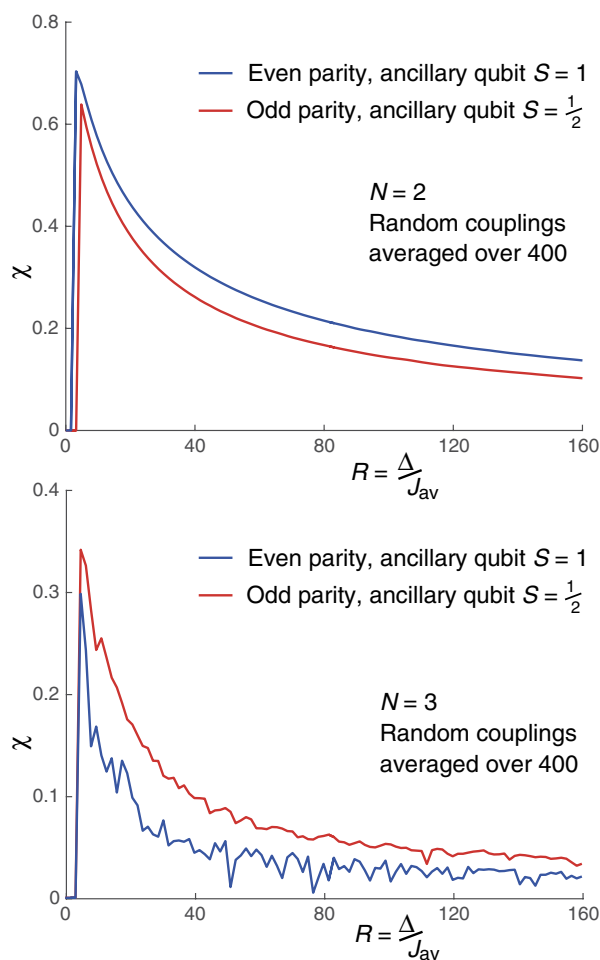 0.8
Even parity, ancillary qubit S = 1
Odd parity, ancillary qubit S = 1/2
0.6
N = 2
Random couplings
averaged over 400
χ
0.4
0.2
0
0 40 80 120 160
R = Δ/Jav
0.4
Even parity, ancillary qubit S = 1
Odd parity, ancillary qubit S = 1/2
0.3
N = 3
Random couplings
averaged over 400
χ
0.2
0.1
0
0 40 80 120 160
R = Δ/Jav